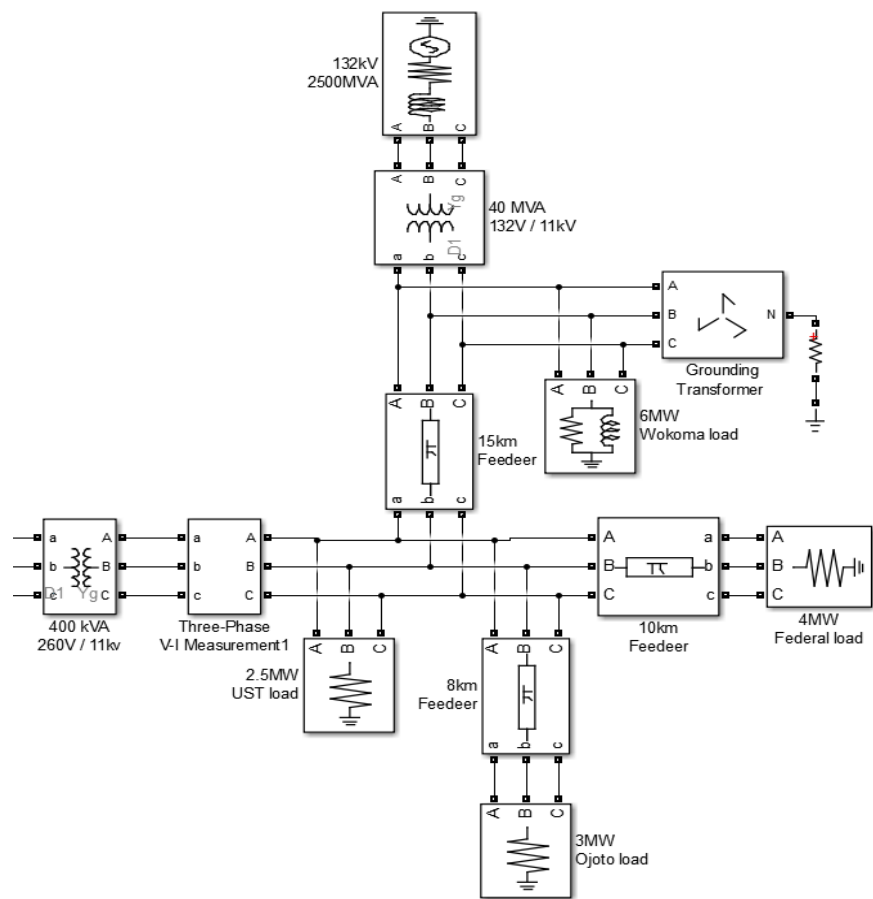 132kV
2500MVA
A B C
A B C
Yg
D1
a b c
40 MVA
132V / 11kV
A
B
C
N
Grounding
Transformer
A B C
6MW
Wokoma load
A B C
a b c
15km
Feedeer
a A
b B
c C
D1 Yg
400 kVA
260V / 11kv
a A
b B
c C
Three-Phase
V-I Measurement1
A B C
2.5MW
UST load
A B C
a b c
8km
Feedeer
A a
B b
C c
10km
Feedeer
A
B
C
4MW
Federal load
A B C
3MW
Ojoto load